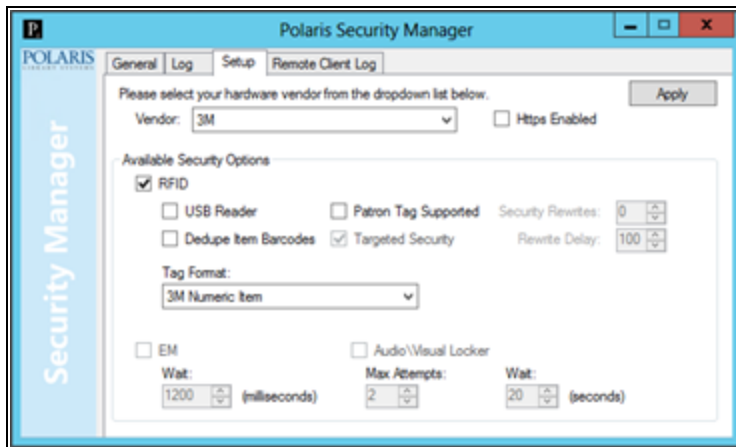 Polaris Security Manager
POLARIS
General Log Setup Remote Client Log
Please select your hardware vendor from the dropdown list below. Apply
Vendor: 3M Https Enabled
Available Security Options
RFID
USB Reader Patron Tag Supported Security Rewrites: 0
Dedupe Item Barcodes Targeted Security Rewrite Delay: 100
Tag Format:
3M Numeric Item
EM Audio\Visual Locker
Wait: Max Attempts: Wait:
1200 (milliseconds) 2 20 (seconds)
Security Manager